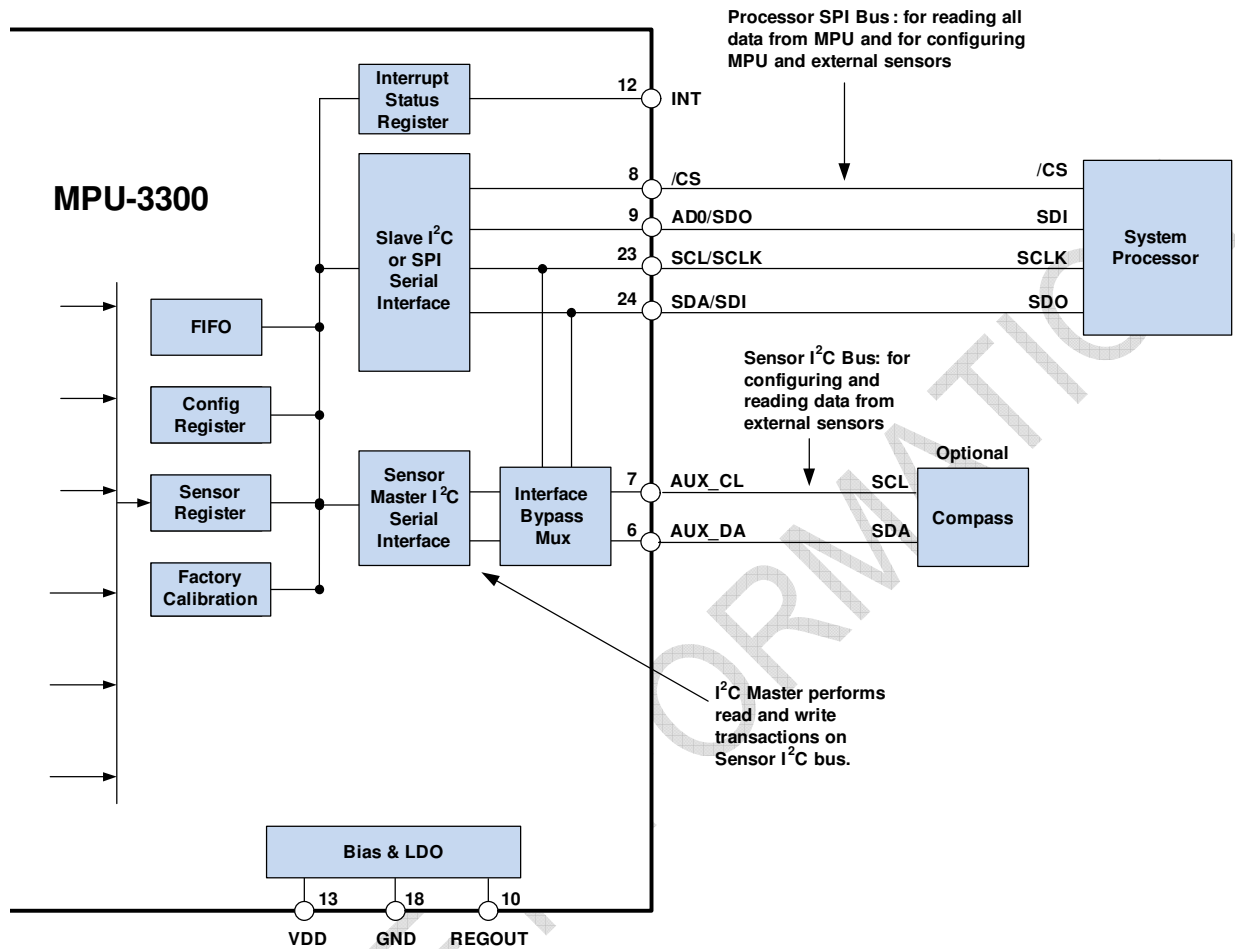 Processor SPI Bus : for reading all
data from MPU and for configuring
MPU and external sensors
Interrupt
Status
Register
12
INT
MPU-3300
Slave I²C
or SPI
Serial
Interface
8
/CS
/CS
9
AD0/SDO
SDI
23
SCL/SCLK
SCLK
24
SDA/SDI
SDO
System
Processor
FIFO
Config
Register
Sensor
Register
Factory
Calibration
Sensor I²C Bus: for
configuring and
reading data from
external sensors
Sensor
Master I²C
Serial
Interface
Interface
Bypass
Mux
7
AUX_CL
SCL
6
AUX_DA
SDA
Optional
Compass
I²C Master performs
read and write
transactions on
Sensor I²C bus.
Bias & LDO
13
18
10
VDD
GND
REGOUT
ORMATIO